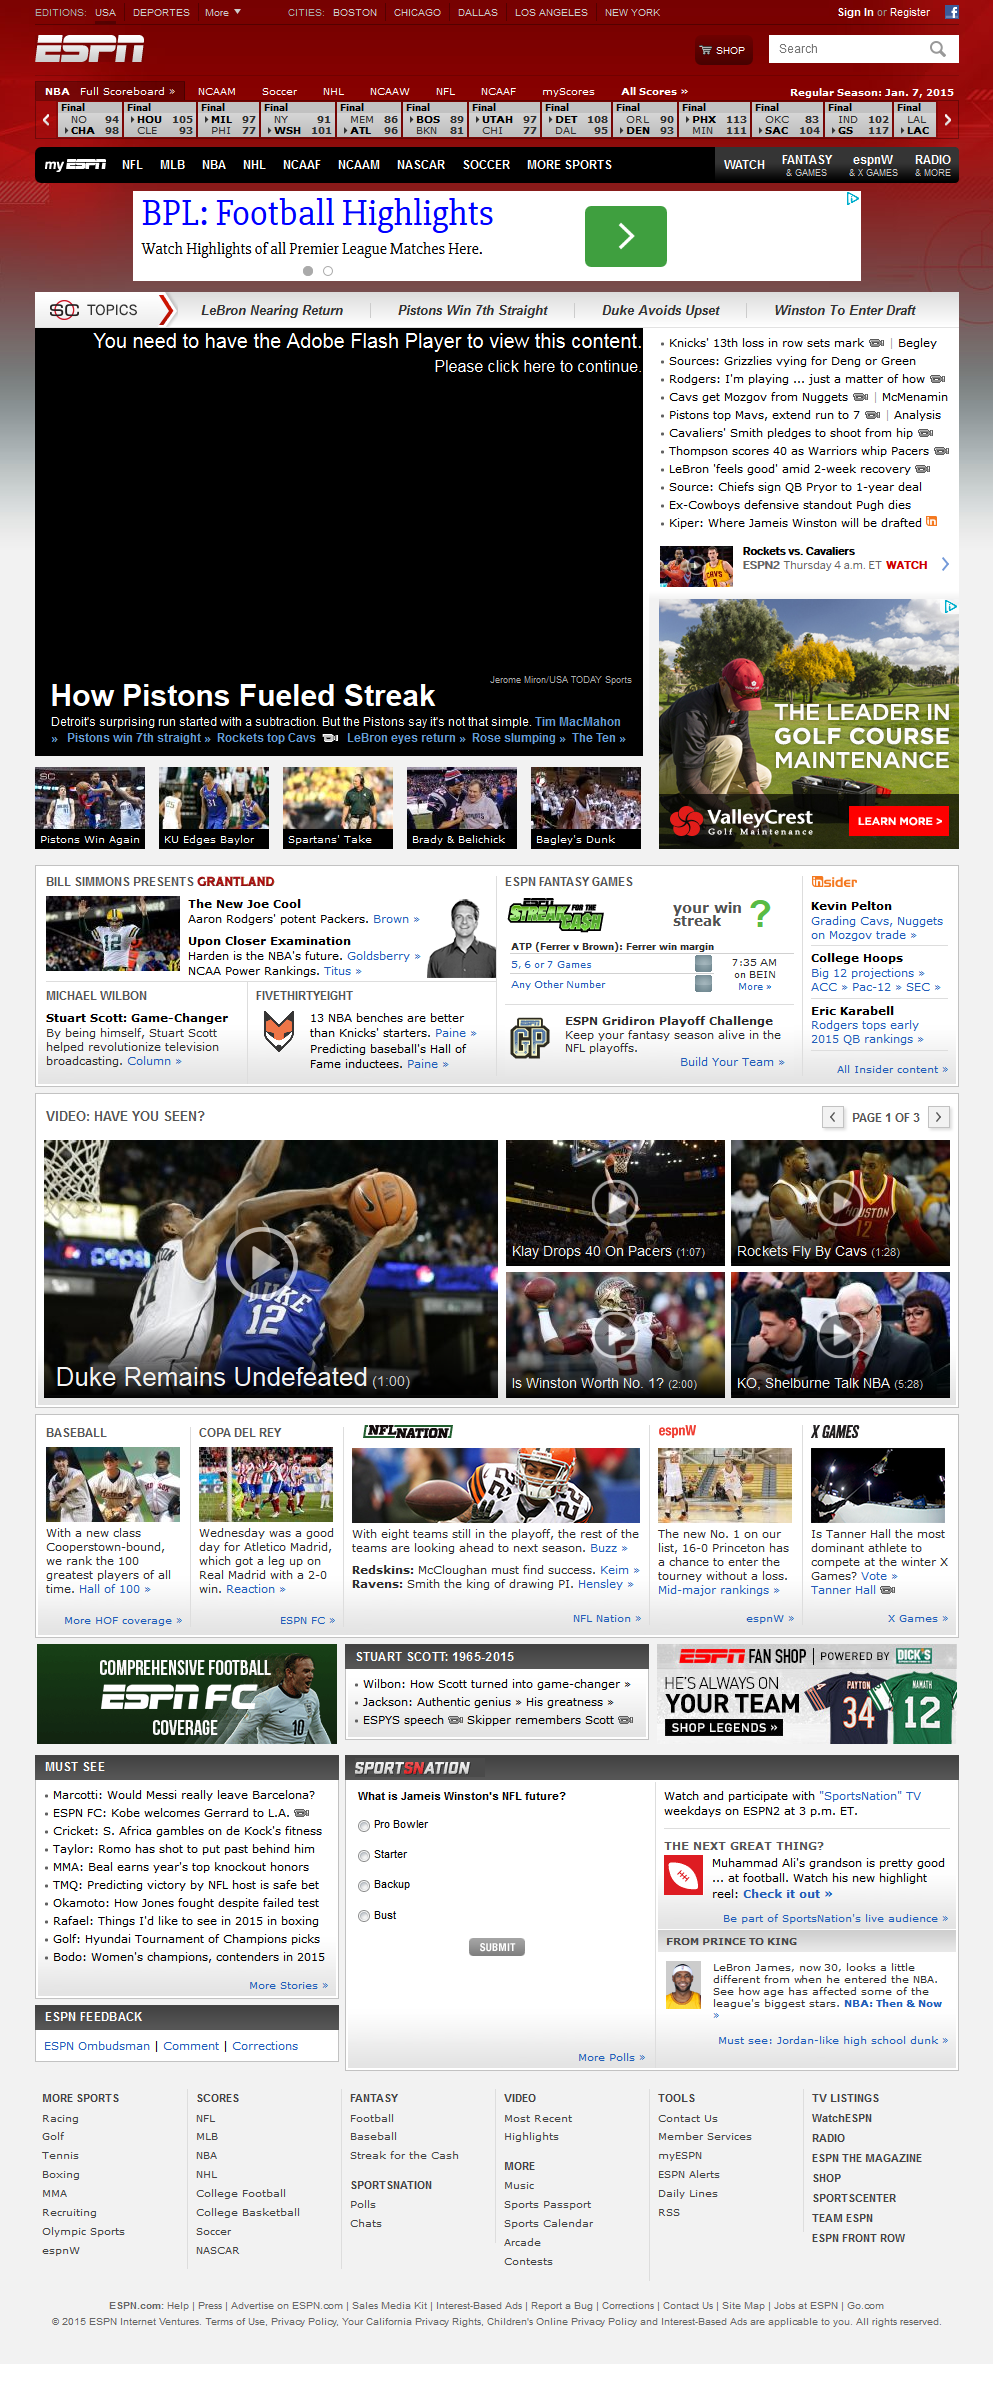 EDITIONS: USA DEPORTES More CITIES: BOSTON CHICAGO DALLAS LOS ANGELES NEW YORK Sign In or Register
ESPN SHOP Search
NBA Full Scoreboard » NCAAM Soccer NHL NCAAW NFL NCAAF myScores All Scores » Regular Season: Jan. 7, 2015
Final Final Final Final Final Final Final Final Final Final Final Final Final
NO 94 HOU 105 MIL 97 NY 91 MEM 86 BOS 89 UTAH 97 DET 108 ORL 90 PHX 113 OKC 83 IND 102 LAL
CHA 98 CLE 93 PHI 77 WSH 101 ATL 96 BKN 81 CHI 77 DAL 95 DEN 93 MIN 111 SAC 104 GS 117 LAC
myESPN NFL MLB NBA NHL NCAAF NCAAM NASCAR SOCCER MORE SPORTS WATCH FANTASY & GAMES espnW & X GAMES RADIO & MORE
BPL: Football Highlights
Watch Highlights of all Premier League Matches Here.
SC TOPICS LeBron Nearing Return Pistons Win 7th Straight Duke Avoids Upset Winston To Enter Draft
You need to have the Adobe Flash Player to view this content.
Please click here to continue.
Jerome Miron/USA TODAY Sports
How Pistons Fueled Streak
Detroit's surprising run started with a subtraction. But the Pistons say it's not that simple. Tim MacMahon
» Pistons win 7th straight » Rockets top Cavs LeBron eyes return » Rose slumping » The Ten »
Knicks' 13th loss in row sets mark | Begley
Sources: Grizzlies vying for Deng or Green
Rodgers: I'm playing ... just a matter of how
Cavs get Mozgov from Nuggets | McMenamin
Pistons top Mavs, extend run to 7 | Analysis
Cavaliers' Smith pledges to shoot from hip
Thompson scores 40 as Warriors whip Pacers
LeBron 'feels good' amid 2-week recovery
Source: Chiefs sign QB Pryor to 1-year deal
Ex-Cowboys defensive standout Pugh dies
Kiper: Where Jameis Winston will be drafted in
Rockets vs. Cavaliers
ESPN2 Thursday 4 a.m. ET WATCH
THE LEADER IN
GOLF COURSE
MAINTENANCE
ValleyCrest
Golf Maintenance
LEARN MORE >
Pistons Win Again KU Edges Baylor Spartans' Take Brady & Belichick Bagley's Dunk
BILL SIMMONS PRESENTS GRANTLAND
The New Joe Cool
Aaron Rodgers' potent Packers. Brown »
Upon Closer Examination
Harden is the NBA's future. Goldsberry »
NCAA Power Rankings. Titus »
MICHAEL WILBON
Stuart Scott: Game-Changer
By being himself, Stuart Scott
helped revolutionize television
broadcasting. Column »
FIVETHIRTYEIGHT
13 NBA benches are better
than Knicks' starters. Paine »
Predicting baseball's Hall of
Fame inductees. Paine »
ESPN FANTASY GAMES
ESPN STREAK FOR THE CASH
your win
streak ?
ATP (Ferrer v Brown): Ferrer win margin
5, 6 or 7 Games
Any Other Number
7:35 AM
on BEIN
More »
GP
ESPN Gridiron Playoff Challenge
Keep your fantasy season alive in the
NFL playoffs.
Build Your Team »
insider
Kevin Pelton
Grading Cavs, Nuggets
on Mozgov trade »
College Hoops
Big 12 projections »
ACC » Pac-12 » SEC »
Eric Karabell
Rodgers tops early
2015 QB rankings »
All Insider content »
VIDEO: HAVE YOU SEEN? PAGE 1 OF 3
DUKE
12
Duke Remains Undefeated (1:00)
Klay Drops 40 On Pacers (1:07)
HOUSTON
12
Rockets Fly By Cavs (1:28)
Is Winston Worth No. 1? (2:00)
KO, Shelburne Talk NBA (5:28)
BASEBALL
With a new class
Cooperstown-bound,
we rank the 100
greatest players of all
time. Hall of 100 »
More HOF coverage »
COPA DEL REY
Wednesday was a good
day for Atletico Madrid,
which got a leg up on
Real Madrid with a 2-0
win. Reaction »
ESPN FC »
NFL NATION
With eight teams still in the playoff, the rest of the
teams are looking ahead to next season. Buzz »
Redskins: McCloughan must find success. Keim »
Ravens: Smith the king of drawing PI. Hensley »
NFL Nation »
espnW
The new No. 1 on our
list, 16-0 Princeton has
a chance to enter the
tourney without a loss.
Mid-major rankings »
espnW »
X GAMES
Is Tanner Hall the most
dominant athlete to
compete at the winter X
Games? Vote »
Tanner Hall
X Games »
COMPREHENSIVE FOOTBALL
ESPN FC
COVERAGE
10
STUART SCOTT: 1965-2015
Wilbon: How Scott turned into game-changer »
Jackson: Authentic genius » His greatness »
ESPYS speech Skipper remembers Scott
ESPN FAN SHOP | POWERED BY DICK'S
HE'S ALWAYS ON
YOUR TEAM
SHOP LEGENDS »
PAYTON 34 NAMATH 12
MUST SEE
Marcotti: Would Messi really leave Barcelona?
ESPN FC: Kobe welcomes Gerrard to L.A.
Cricket: S. Africa gambles on de Kock's fitness
Taylor: Romo has shot to put past behind him
MMA: Beal earns year's top knockout honors
TMQ: Predicting victory by NFL host is safe bet
Okamoto: How Jones fought despite failed test
Rafael: Things I'd like to see in 2015 in boxing
Golf: Hyundai Tournament of Champions picks
Bodo: Women's champions, contenders in 2015
More Stories »
ESPN FEEDBACK
ESPN Ombudsman | Comment | Corrections
SPORTSNATION
What is Jameis Winston's NFL future?
Pro Bowler
Starter
Backup
Bust
SUBMIT
More Polls »
Watch and participate with "SportsNation" TV
weekdays on ESPN2 at 3 p.m. ET.
THE NEXT GREAT THING?
Muhammad Ali's grandson is pretty good
... at football. Watch his new highlight
reel: Check it out »
Be part of SportsNation's live audience »
FROM PRINCE TO KING
LeBron James, now 30, looks a little
different from when he entered the NBA.
See how age has affected some of the
league's biggest stars. NBA: Then & Now
»
Must see: Jordan-like high school dunk »
MORE SPORTS
Racing
Golf
Tennis
Boxing
MMA
Recruiting
Olympic Sports
espnW
SCORES
NFL
MLB
NBA
NHL
College Football
College Basketball
Soccer
NASCAR
FANTASY
Football
Baseball
Streak for the Cash
SPORTSNATION
Polls
Chats
VIDEO
Most Recent
Highlights
MORE
Music
Sports Passport
Sports Calendar
Arcade
Contests
TOOLS
Contact Us
Member Services
myESPN
ESPN Alerts
Daily Lines
RSS
TV LISTINGS
WatchESPN
RADIO
ESPN THE MAGAZINE
SHOP
SPORTSCENTER
TEAM ESPN
ESPN FRONT ROW
ESPN.com: Help | Press | Advertise on ESPN.com | Sales Media Kit | Interest-Based Ads | Report a Bug | Corrections | Contact Us | Site Map | Jobs at ESPN | Go.com
© 2015 ESPN Internet Ventures. Terms of Use, Privacy Policy, Your California Privacy Rights, Children's Online Privacy Policy and Interest-Based Ads are applicable to you. All rights reserved.